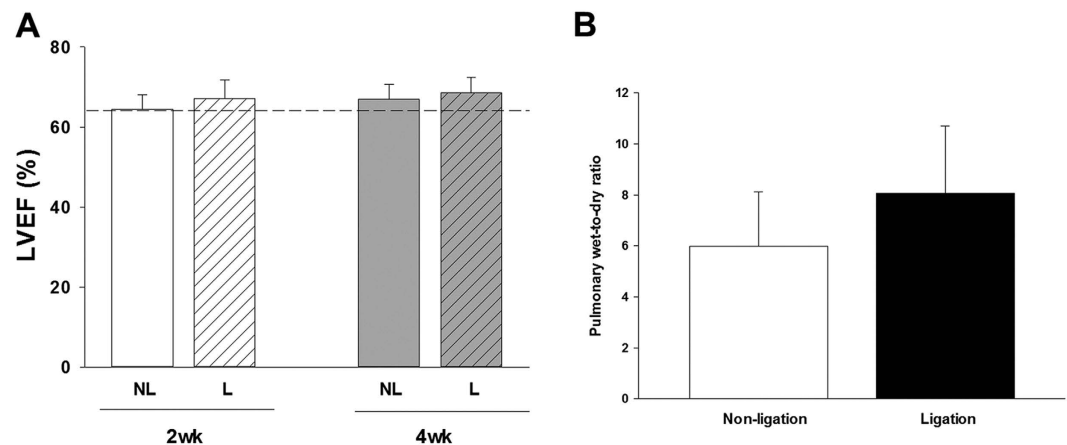 A
LVEF (%)
80
60
40
20
0
NL L NL L
2wk 4wk
B
Pulmonary wet-to-dry ratio
12
10
8
6
4
2
0
Non-ligation Ligation